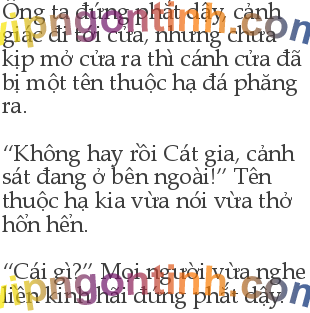 Ông ta đứng phắt dậy, cảnh
giác đi tới cửa, nhưng chưa
kịp mở cửa ra thì cánh cửa đã
bị một tên thuộc hạ đá phăng
ra.
“Không hay rồi Cát gia, cảnh
sát đang ở bên ngoài!” Tên
thuộc hạ kia vừa nói vừa thở
hổn hển.
“Cái gì?” Mọi người vừa nghe
liền kinh hãi đứng phắt dậy.